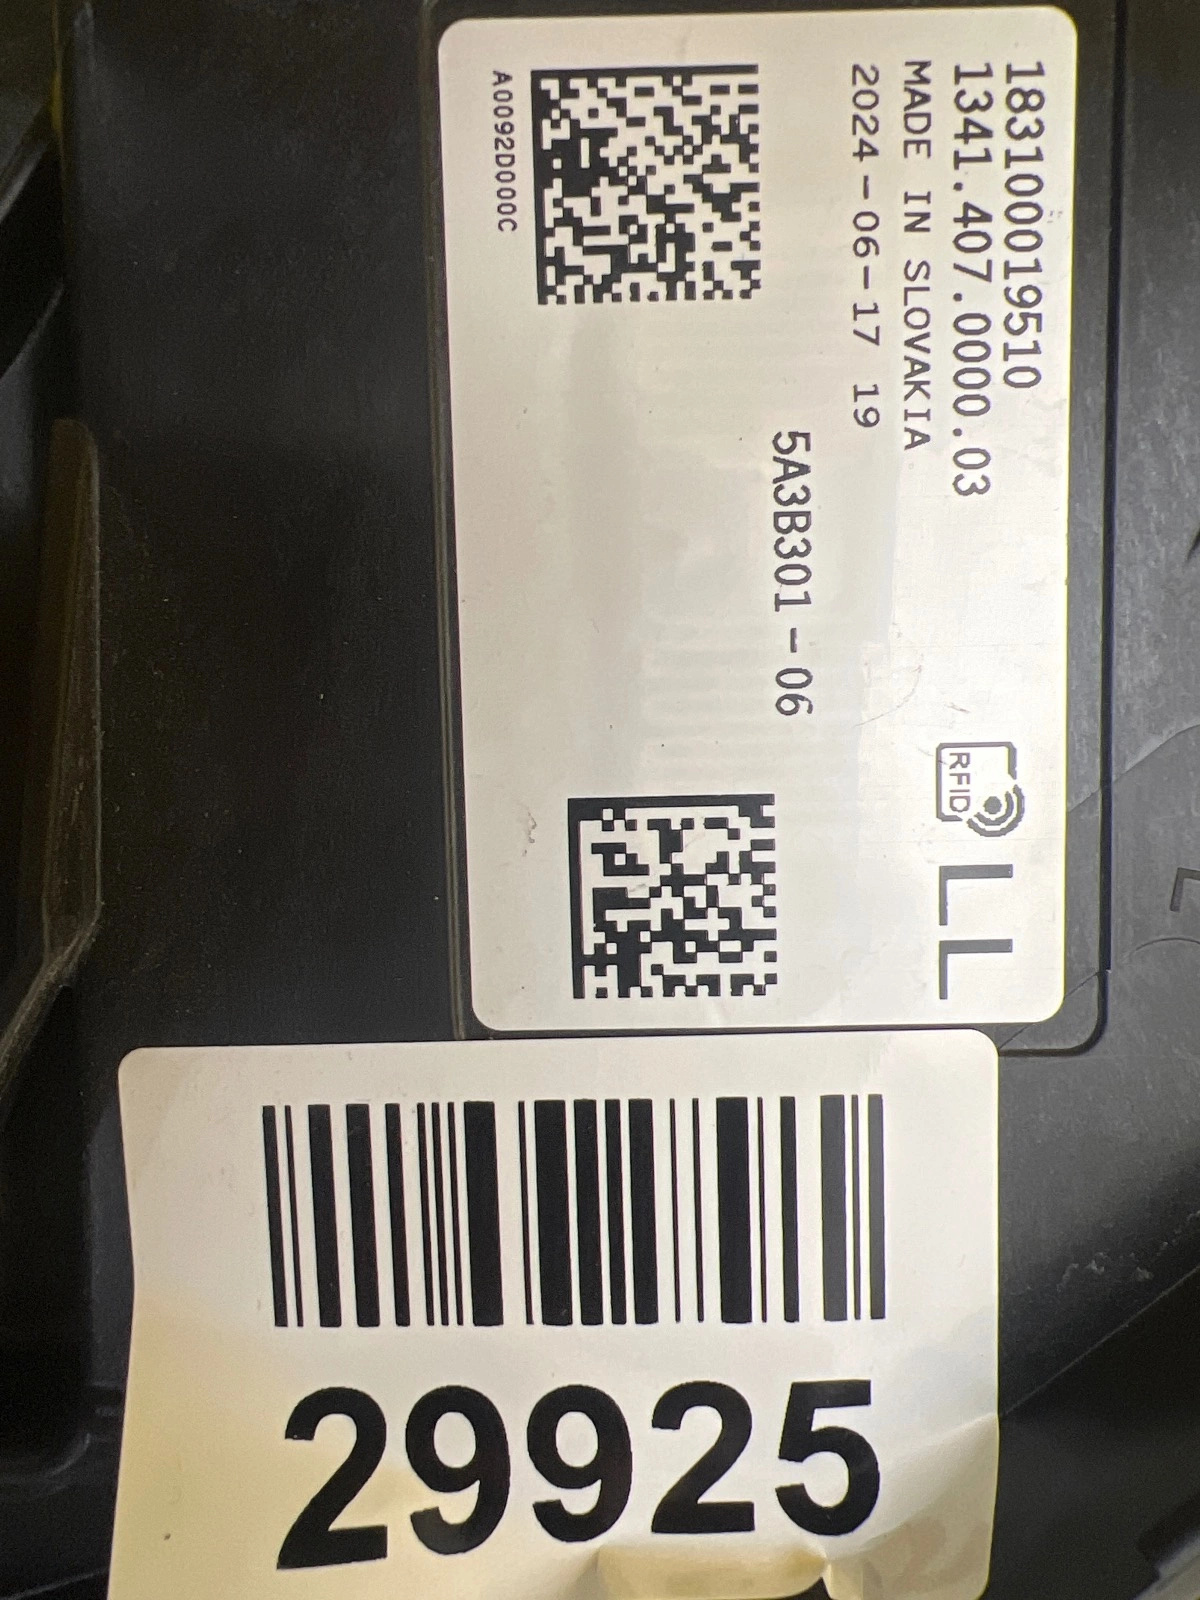 1831000019510
1341.407.0000.03
MADE IN SLOVAKIA
2024-06-17 19
5A3B301-06
A0092D000C
RFID
LL
29925